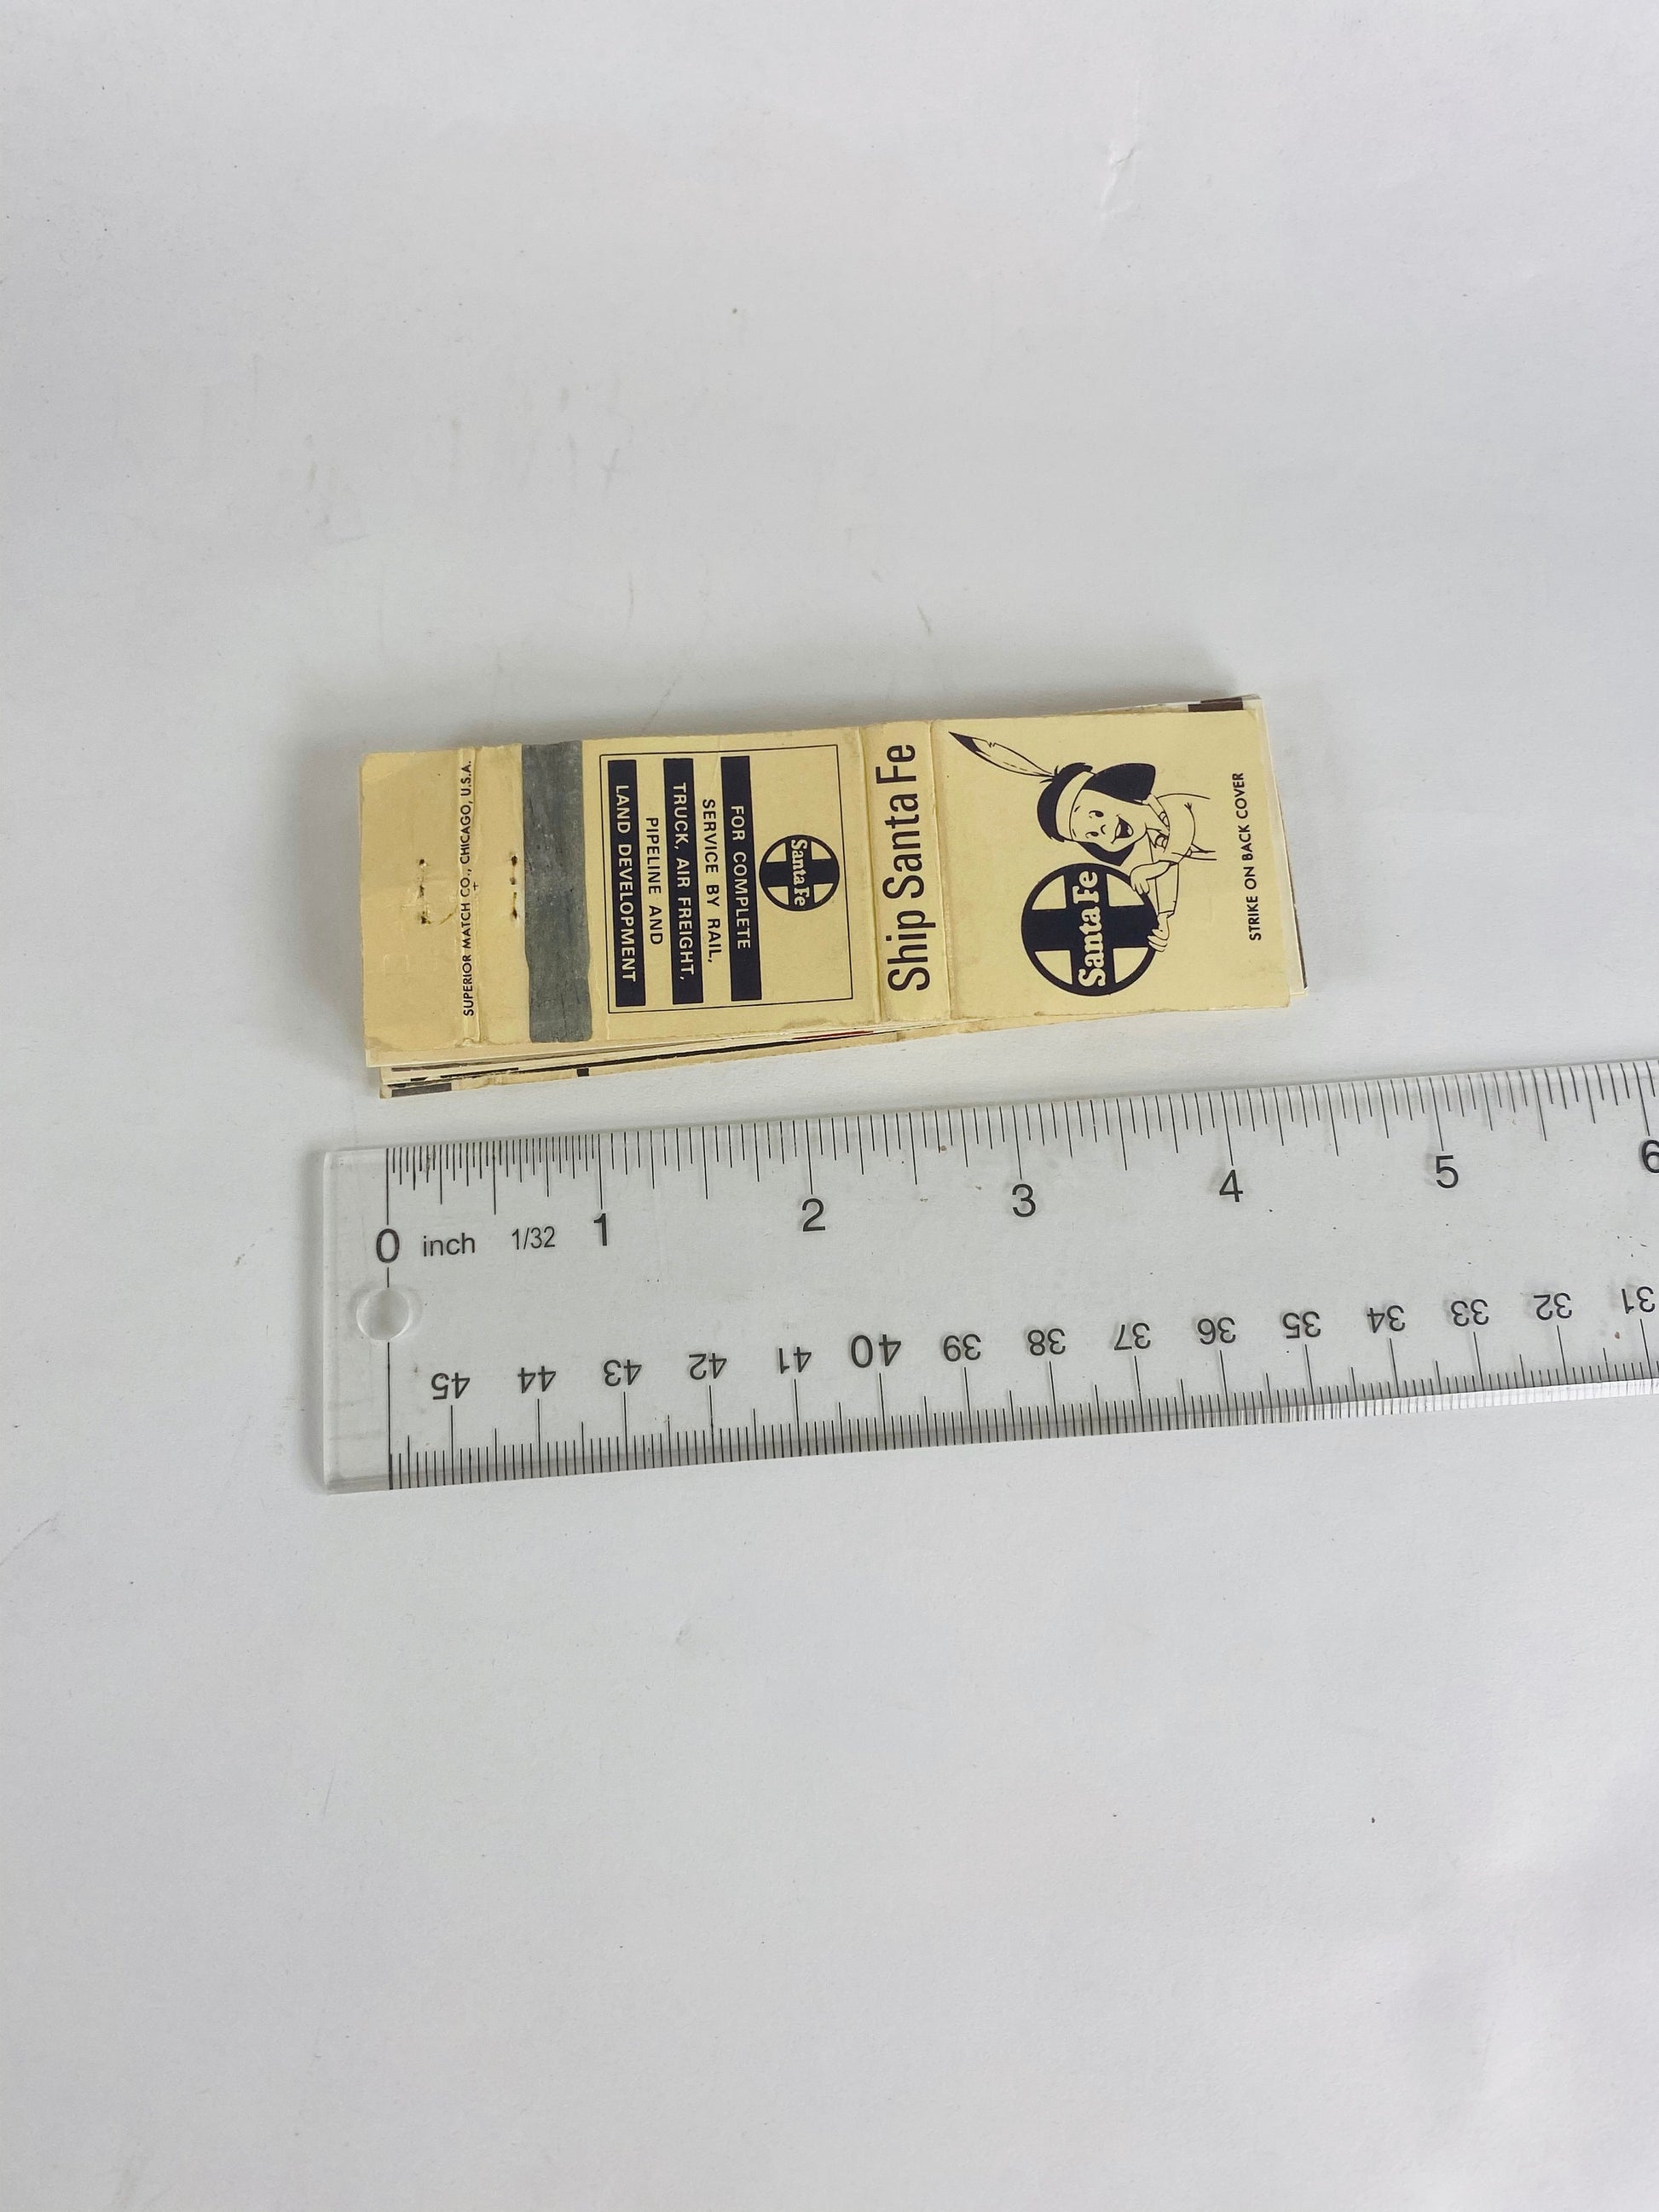 SUPERIOR MATCH CO., CHICAGO, U.S.A.
Santa Fe
FOR COMPLETE
SERVICE BY RAIL,
TRUCK, AIR FREIGHT,
PIPELINE AND
LAND DEVELOPMENT
Ship Santa Fe
Santa Fe
STRIKE ON BACK COVER
0 inch 1/32 1 2 3 4 5 6
45 44 43 42 41 40 39 38 37 36 35 34 33 32 31